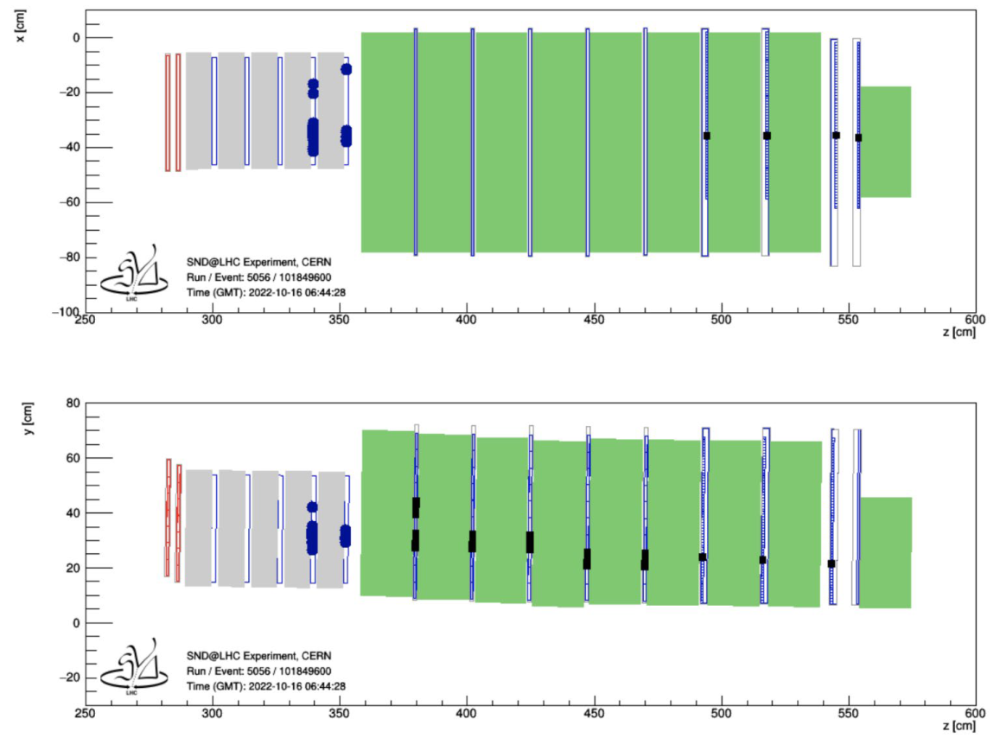 x [cm]
0
−20
−40
−60
−80
−100
SND@LHC Experiment, CERN
Run / Event: 5056 / 101849600
Time (GMT): 2022-10-16 06:44:28
LHC
250 300 350 400 450 500 550 600
z [cm]
y [cm]
80
60
40
20
0
−20
SND@LHC Experiment, CERN
Run / Event: 5056 / 101849600
Time (GMT): 2022-10-16 06:44:28
LHC
250 300 350 400 450 500 550 600
z [cm]